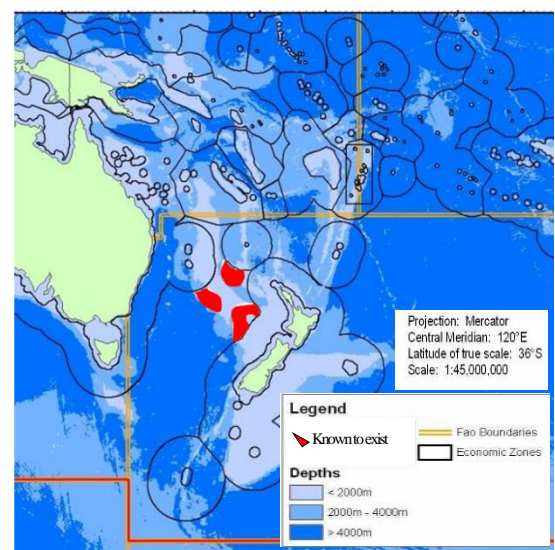 Projection: Mercator
Central Meridian: 120°E
Latitude of true scale: 36°S
Scale: 1:45,000,000
Legend
Known to exist
Fao Boundaries
Economic Zones
Depths
< 2000m
2000m - 4000m
> 4000m